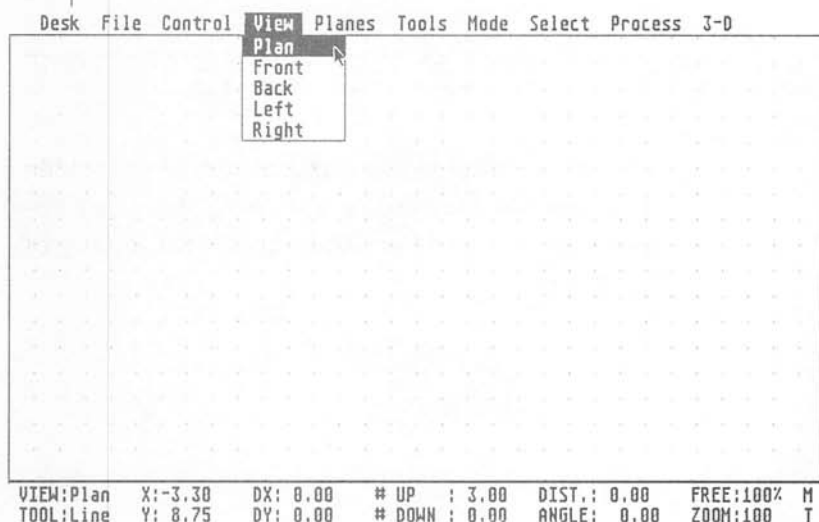 Desk File Control View Planes Tools Mode Select Process 3-D
Plan
Front
Back
Left
Right
VIEW:Plan X:-3.30 DX: 0.00 # UP : 3.00 DIST.: 0.00 FREE:100% M
TOOL:Line Y: 8.75 DY: 0.00 # DOWN : 0.00 ANGLE: 0.00 ZOOM:100 T